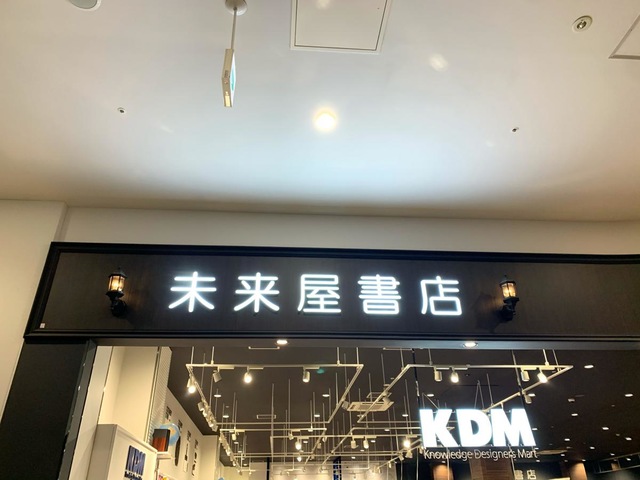 未来屋書店
KDM
Knowledge Designers Mart